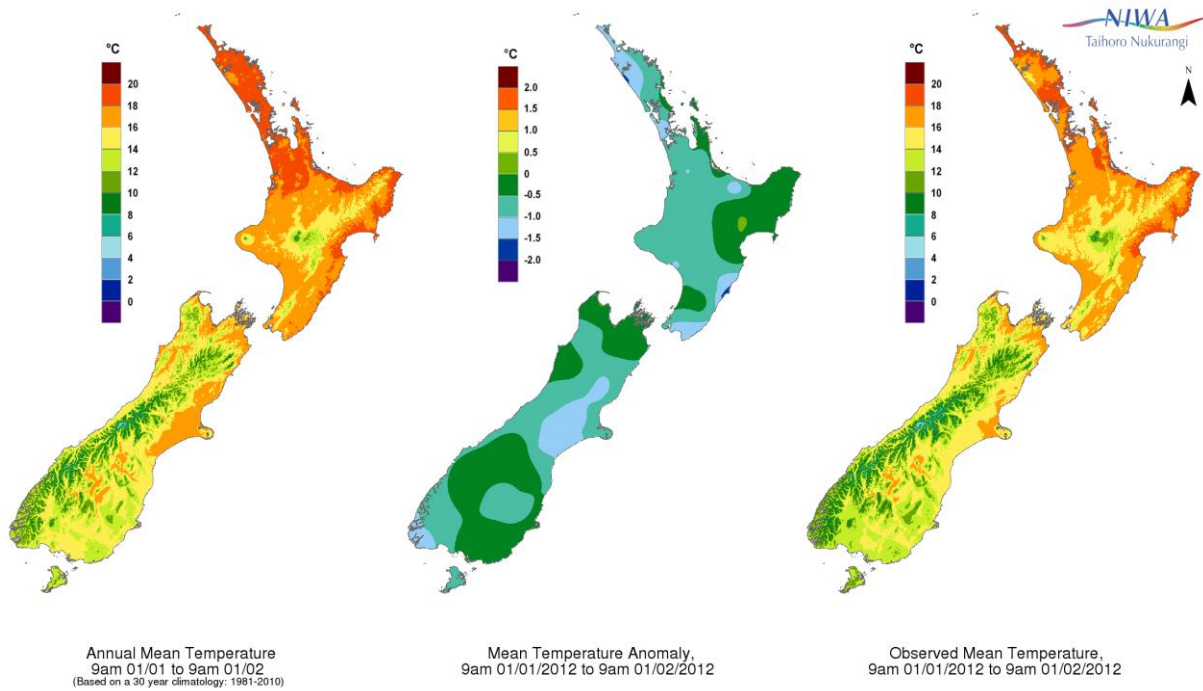 NIWA
Taihoro Nukurangi
N
°C
20
18
16
14
12
10
8
6
4
2
0
°C
2.0
1.0
0.5
0
-0.5
-1.0
-1.5
-2.0
°C
20
18
16
14
12
10
8
6
4
2
0
Annual Mean Temperature
9am 01/01 to 9am 01/02
(Based on a 30 year climatology: 1981-2010)
Mean Temperature Anomaly,
9am 01/01/2012 to 9am 01/02/2012
Observed Mean Temperature,
9am 01/01/2012 to 9am 01/02/2012